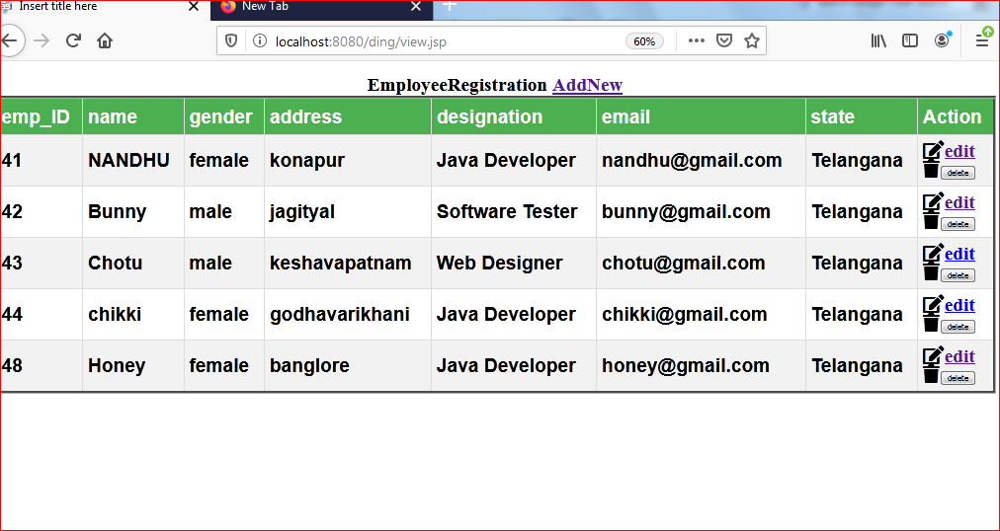 Insert title here New Tab
localhost:8080/ding/view.jsp 60%
EmployeeRegistration AddNew
emp_ID name gender address designation email state Action
41 NANDHU female konapur Java Developer nandhu@gmail.com Telangana edit
delete
42 Bunny male jagityal Software Tester bunny@gmail.com Telangana edit
delete
43 Chotu male keshavapatnam Web Designer chotu@gmail.com Telangana edit
delete
44 chikki female godhavarikhani Java Developer chikki@gmail.com Telangana edit
delete
48 Honey female banglore Java Developer honey@gmail.com Telangana edit
delete